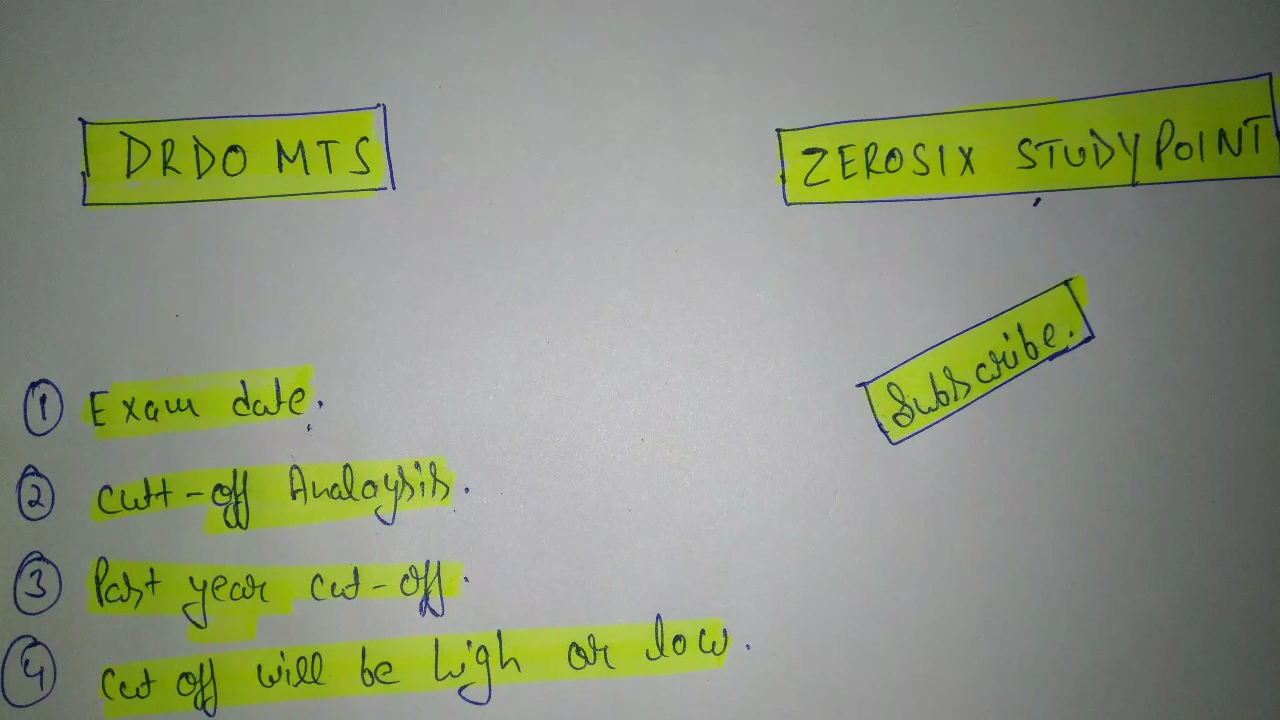 DRDO MTS
ZEROSIX STUDY POINT
Subscribe.
1 Exam date.
2 Cutt-off Analaysis.
3 Past year cut-off.
4 Cut off will be high or low.